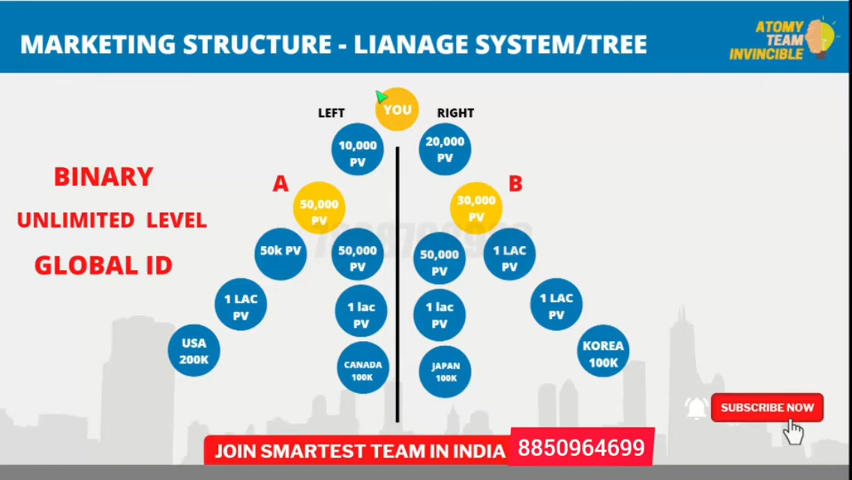 MARKETING STRUCTURE - LIANAGE SYSTEM/TREE
ATOMY
TEAM
INVINCIBLE
LEFT
YOU
RIGHT
10,000
PV
20,000
PV
BINARY
UNLIMITED LEVEL
GLOBAL ID
A
B
50,000
PV
30,000
PV
50k PV
50,000
PV
50,000
PV
1 LAC
PV
1 LAC
PV
1 lac
PV
1 lac
PV
1 LAC
PV
USA
200K
CANADA
100K
JAPAN
100K
KOREA
100K
SUBSCRIBE NOW
JOIN SMARTEST TEAM IN INDIA
8850964699